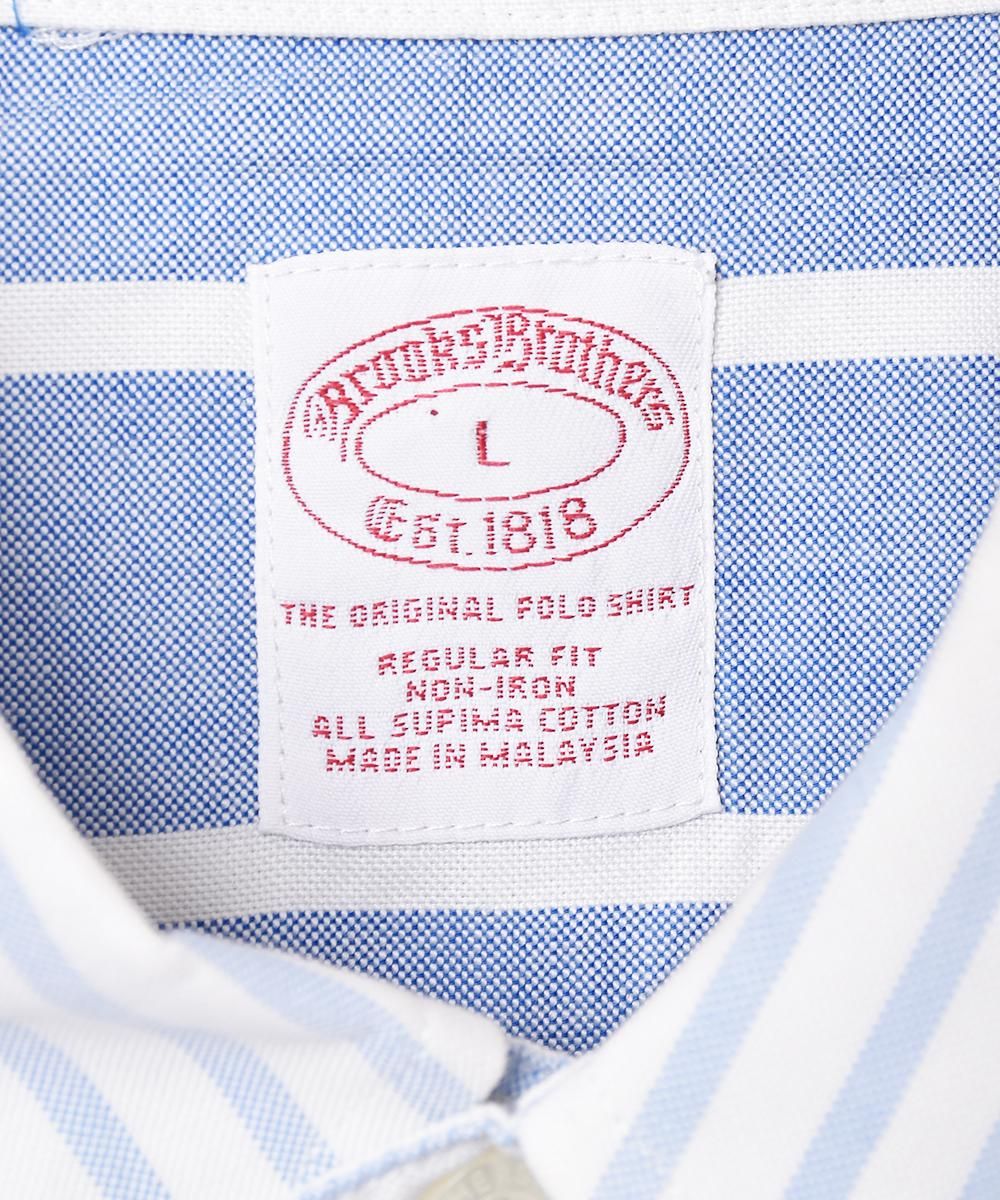 Brooks Brothers
L
Est. 1818
THE ORIGINAL POLO SHIRT
REGULAR FIT
NON-IRON
ALL SUPIMA COTTON
MADE IN MALAYSIA